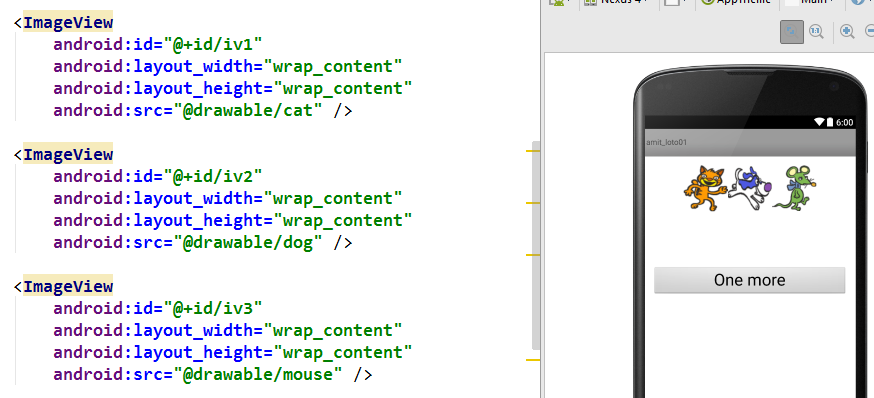 <ImageView
android:id="@+id/iv1"
android:layout_width="wrap_content"
android:layout_height="wrap_content"
android:src="@drawable/cat" />
<ImageView
android:id="@+id/iv2"
android:layout_width="wrap_content"
android:layout_height="wrap_content"
android:src="@drawable/dog" />
<ImageView
android:id="@+id/iv3"
android:layout_width="wrap_content"
android:layout_height="wrap_content"
android:src="@drawable/mouse" />
Nexus 4
AppTheme
Main
1:1
6:00
amit_loto01
One more